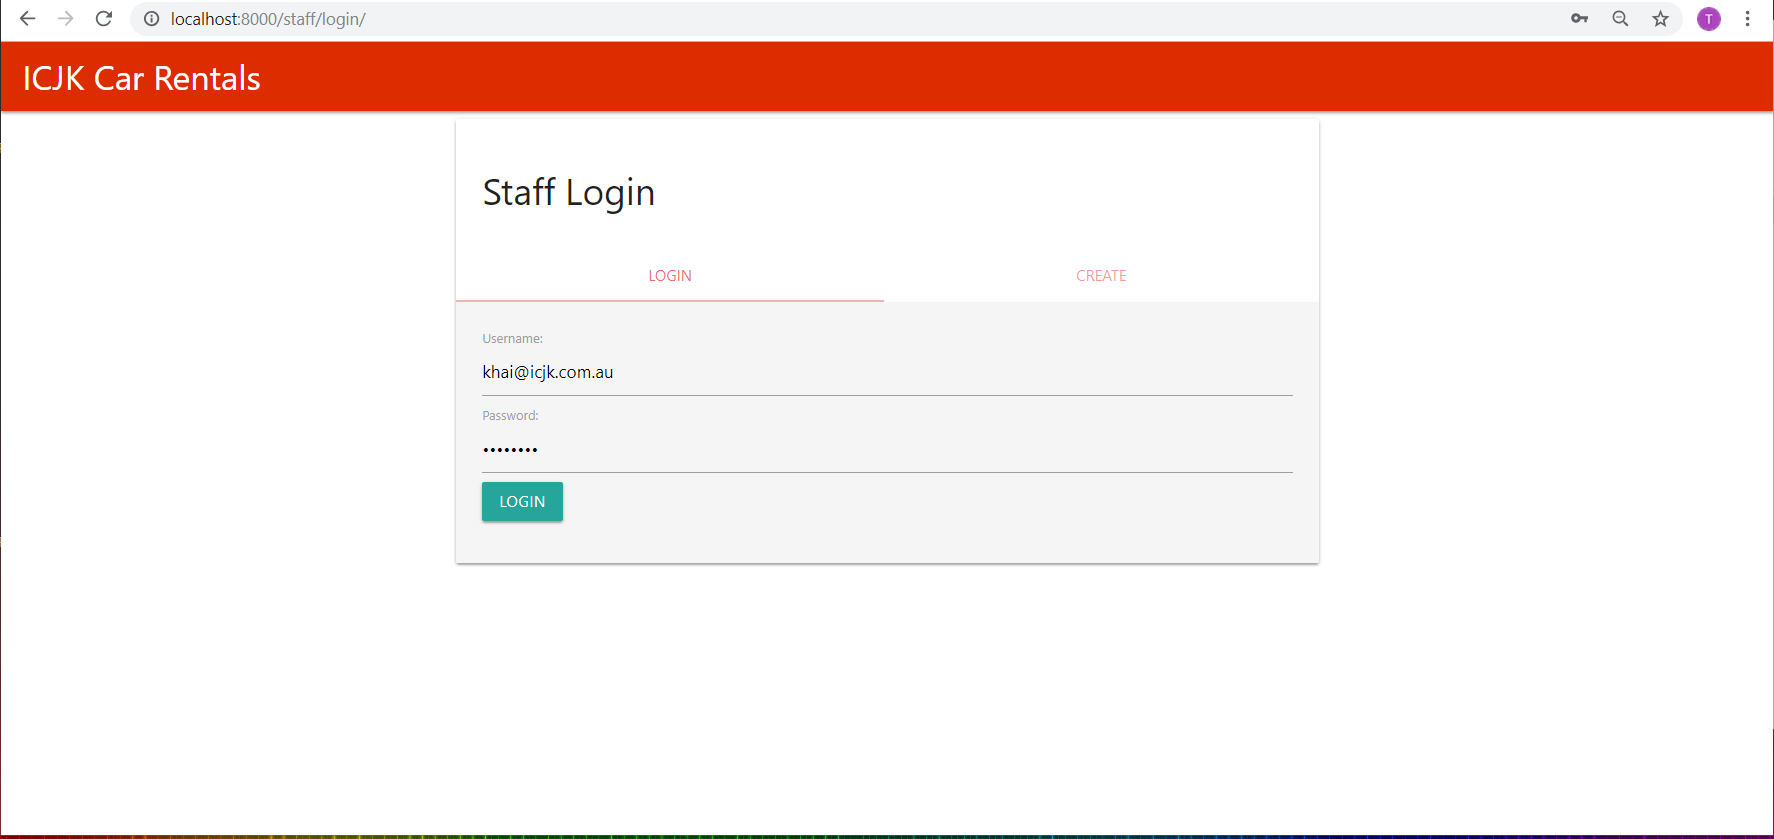 localhost:8000/staff/login/
T
ICJK Car Rentals
Staff Login
LOGIN CREATE
Username:
khai@icjk.com.au
Password:
••••••••
LOGIN